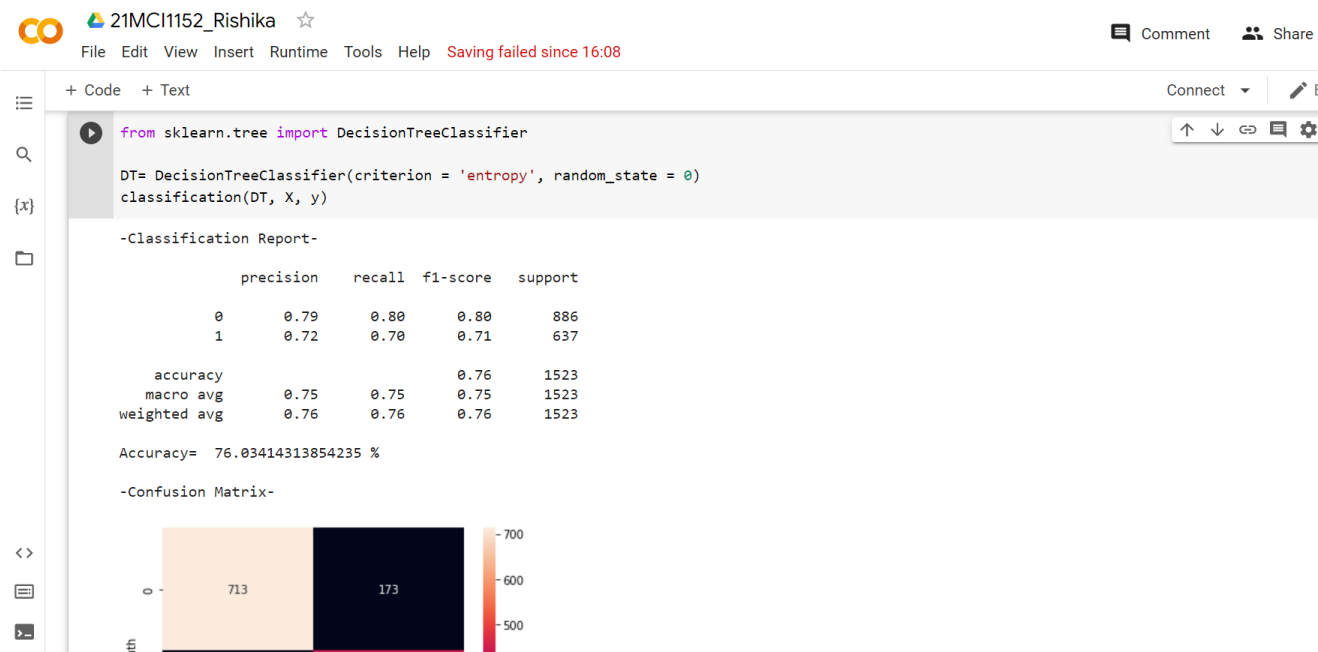 21MCI1152_Rishika
Comment
Share
File Edit View Insert Runtime Tools Help Saving failed since 16:08
+ Code + Text
Connect
from sklearn.tree import DecisionTreeClassifier
{x}
DT= DecisionTreeClassifier(criterion = 'entropy', random_state = 0)
classification(DT, X, y)
-Classification Report-
precision recall f1-score support
0 0.79 0.80 0.80 886
1 0.72 0.70 0.71 637
accuracy 0.76 1523
macro avg 0.75 0.75 0.75 1523
weighted avg 0.76 0.76 0.76 1523
Accuracy= 76.03414313854235 %
-Confusion Matrix-
700
0 713 173
600
500